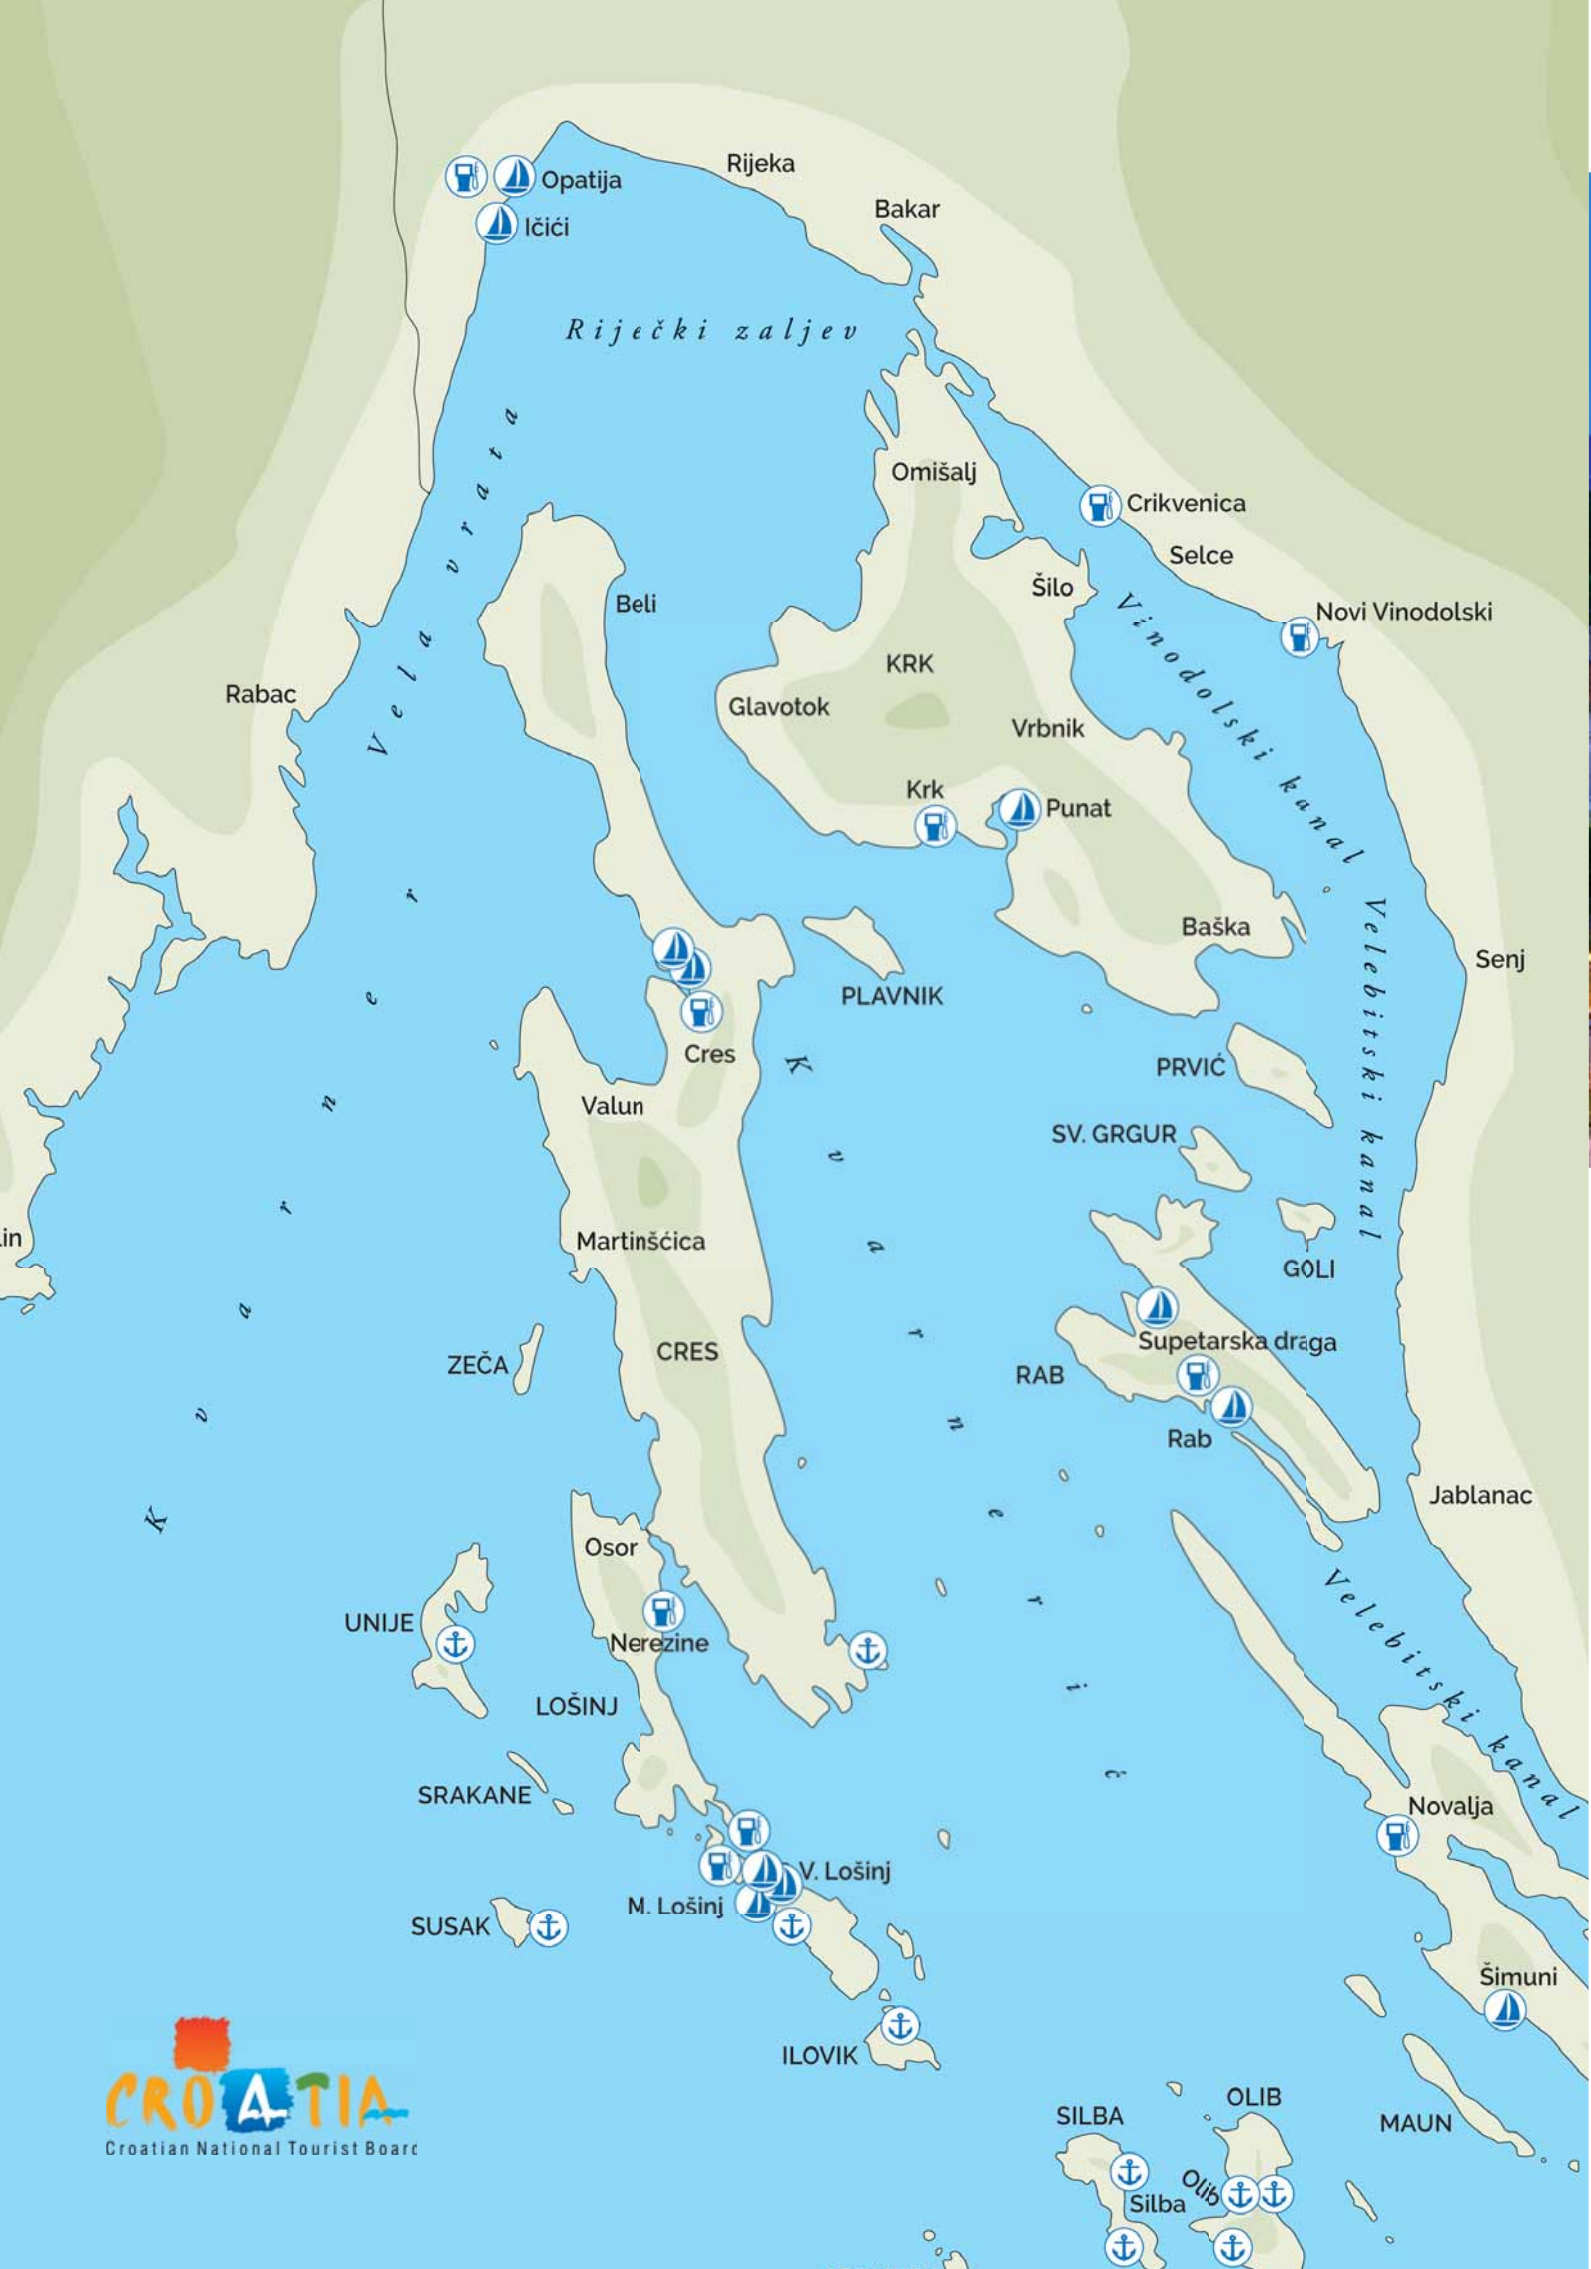 Rijeka
Opatija
Bakar
Ičići
Riječki zaljev
Vela vrata
Omišalj
Crikvenica
Selce
Šilo
Beli
Novi Vinodolski
Vinodolski kanal
KRK
Rabac
Glavotok
Vrbnik
Krk
Punat
Baška
Senj
PLAVNIK
Velebitski kanal
Cres
PRVIĆ
Valun
SV. GRGUR
Kvarner
Kvarnerić
lin
Martinšćica
GOLI
Supetarska draga
CRES
ZEČA
RAB
Rab
Jablanac
Osor
Velebitski kanal
UNIJE
Nerezine
LOŠINJ
SRAKANE
Novalja
V. Lošinj
M. Lošinj
SUSAK
Šimuni
ILOVIK
OLIB
SILBA
MAUN
Olib
Silba
CROATIA
Croatian National Tourist Board